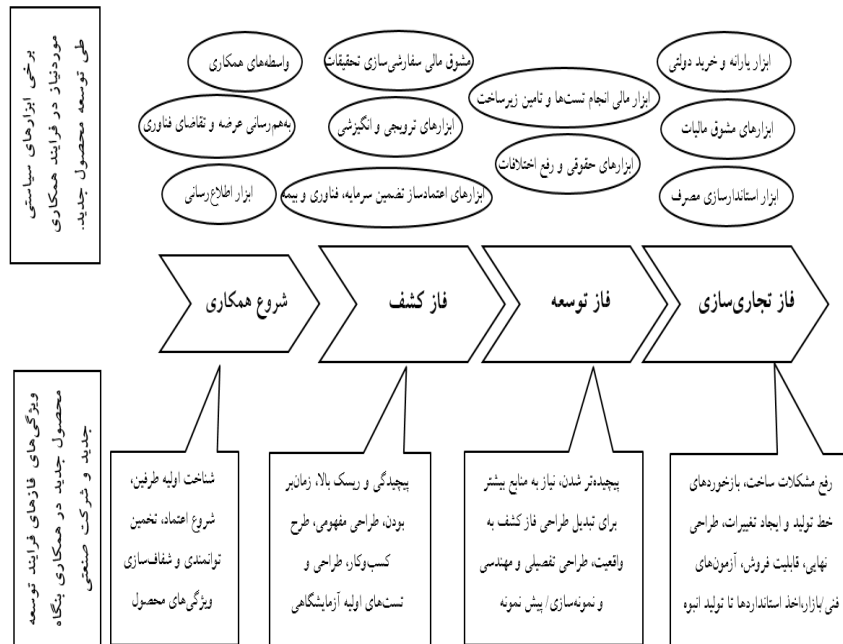 برخی ابزارهای سیاستی
موردنیاز در فرایند همکاری
طی توسعه محصول جدید.
واسطه‌های همکاری
به‌هم‌رسانی عرضه و تقاضای فناوری
ابزار اطلاع‌رسانی
مشوق مالی سفارشی‌سازی تحقیقات
ابزارهای ترویجی و انگیزشی
ابزارهای اعتمادساز تضمین سرمایه، فناوری و بیمه
ابزار مالی انجام تست‌ها و تامین زیرساخت
ابزارهای حقوقی و رفع اختلافات
ابزار یارانه و خرید دولتی
ابزارهای مشوق مالیات
ابزار استاندارسازی مصرف
شروع همکاری
فاز کشف
فاز توسعه
فاز تجاری‌سازی
ویژگی‌های فازهای فرایند توسعه
محصول جدید در همکاری بنگاه
جدید و شرکت صنعتی
شناخت اولیه طرفین،
شروع اعتماد، تخمین
توانمندی و شفاف‌سازی
ویژگی‌های محصول
پیچیدگی و ریسک بالا، زمان‌بر
بودن، طراحی مفهومی، طرح
کسب‌وکار، طراحی و
تست‌های اولیه آزمایشگاهی
پیچیده‌تر شدن، نیاز به منابع بیشتر
برای تبدیل طراحی فاز کشف به
واقعیت، طراحی تفصیلی و مهندسی
و نمونه‌سازی/ پیش نمونه
رفع مشکلات ساخت، بازخوردهای
خط تولید و ایجاد تغییرات، طراحی
نهایی، قابلیت فروش، آزمون‌های
فنی/بازار،اخذ استانداردها تا تولید انبوه